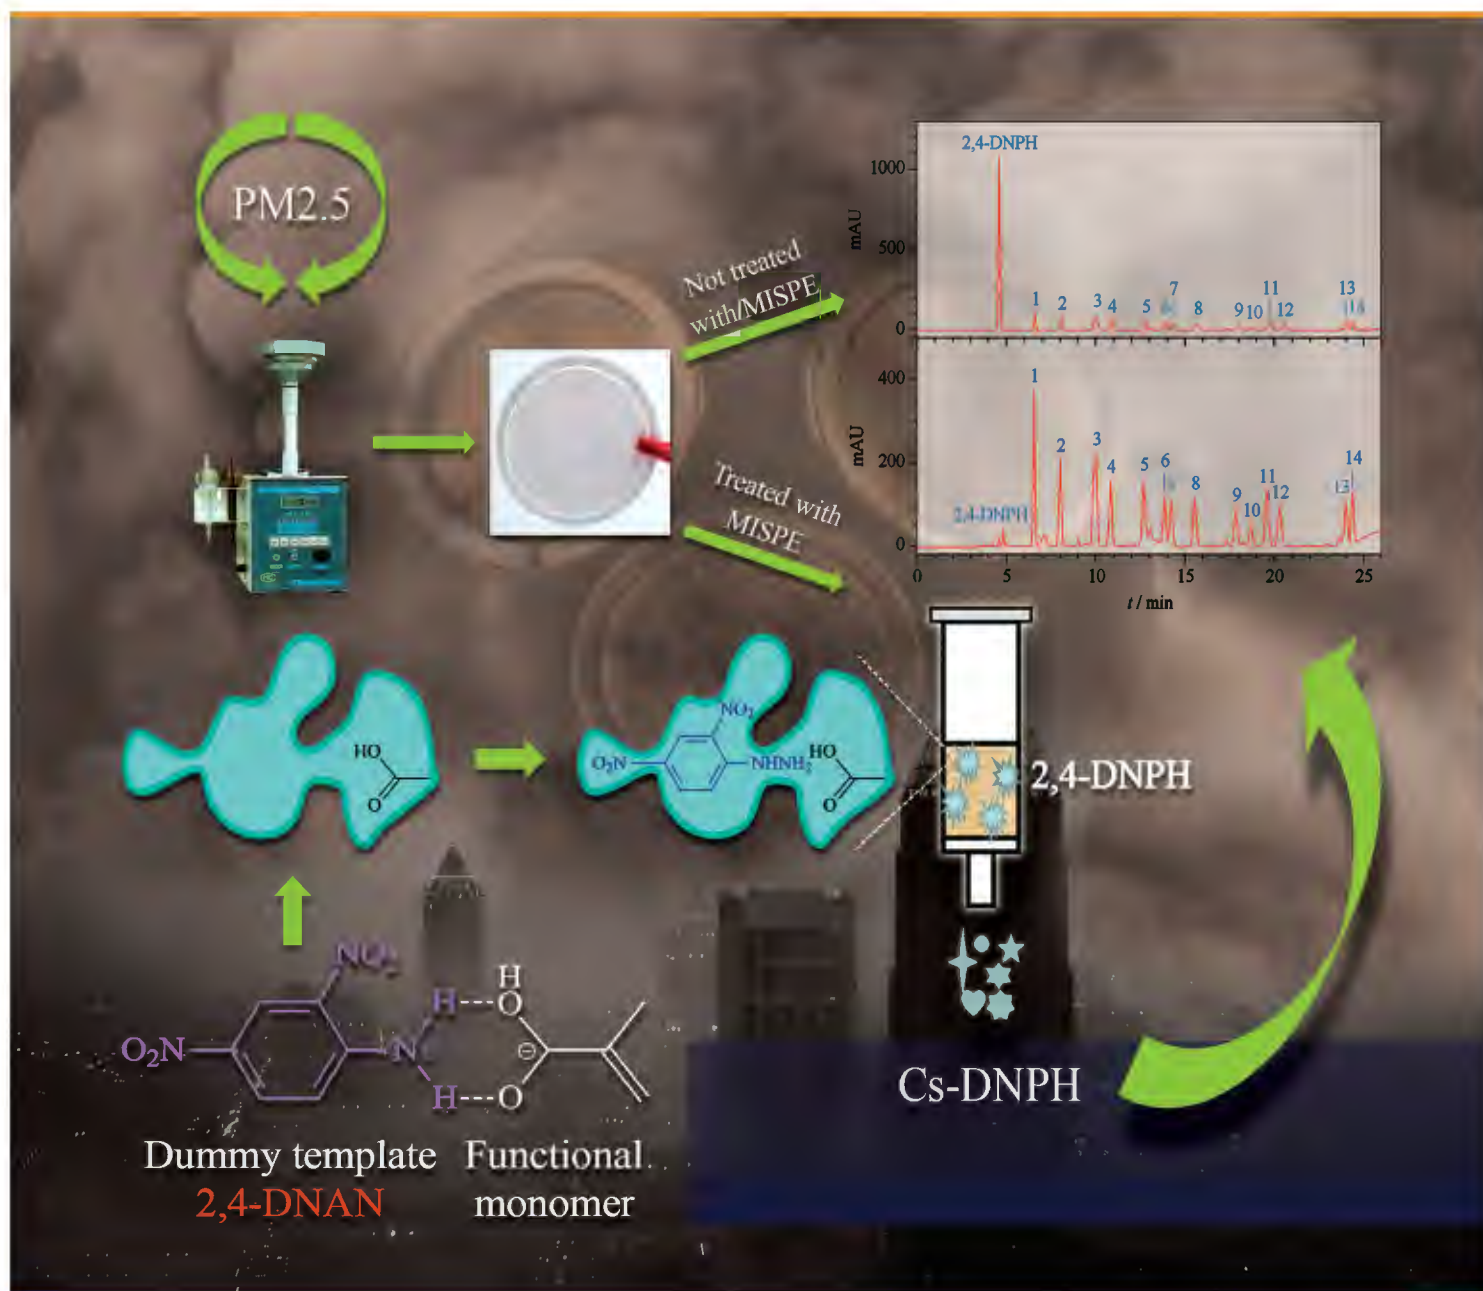 PM2.5
Not treated
with/MISPE
Treated with
MISPE
2,4-DNPH
mAU
1000
500
0
1
2
3
4
5
7
8
9
10
11
12
13
mAU
400
200
0
2,4-DNPH
1
2
3
4
5
6
8
9
10
11
12
13
14
0 5 10 15 20 25
t / min
HO
O
NO2
O2N
NHNH2
HO
O
2,4-DNPH
NO2
O2N
N
H
H
H
O
O
⊖
Cs-DNPH
Dummy template
2,4-DNAN
Functional
monomer